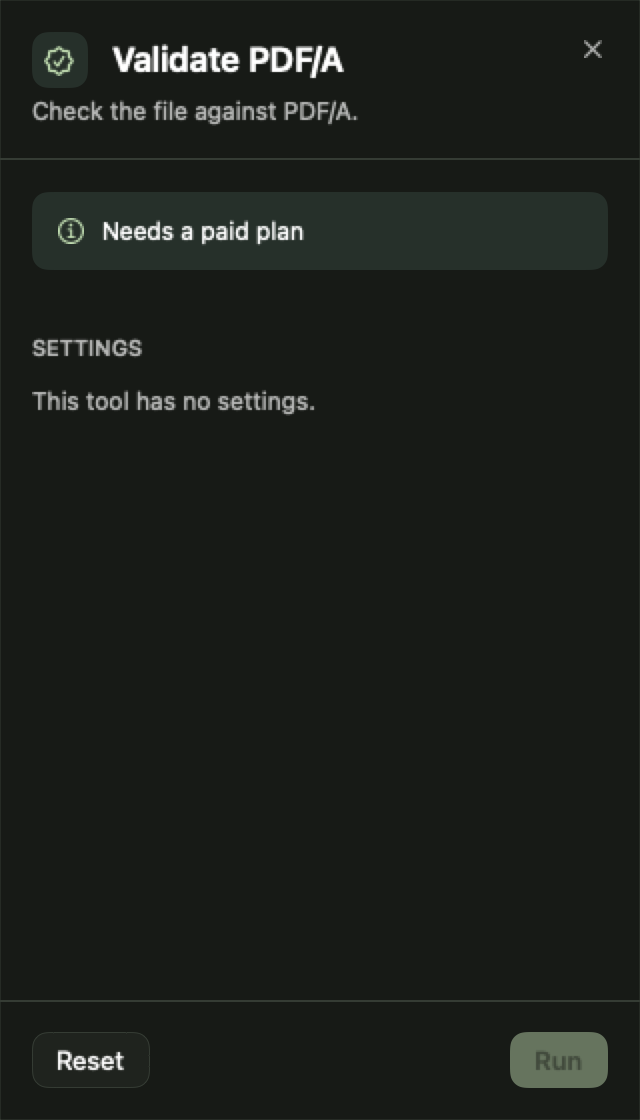 Validate PDF/A
Check the file against PDF/A.
Needs a paid plan
SETTINGS
This tool has no settings.
Reset
Run